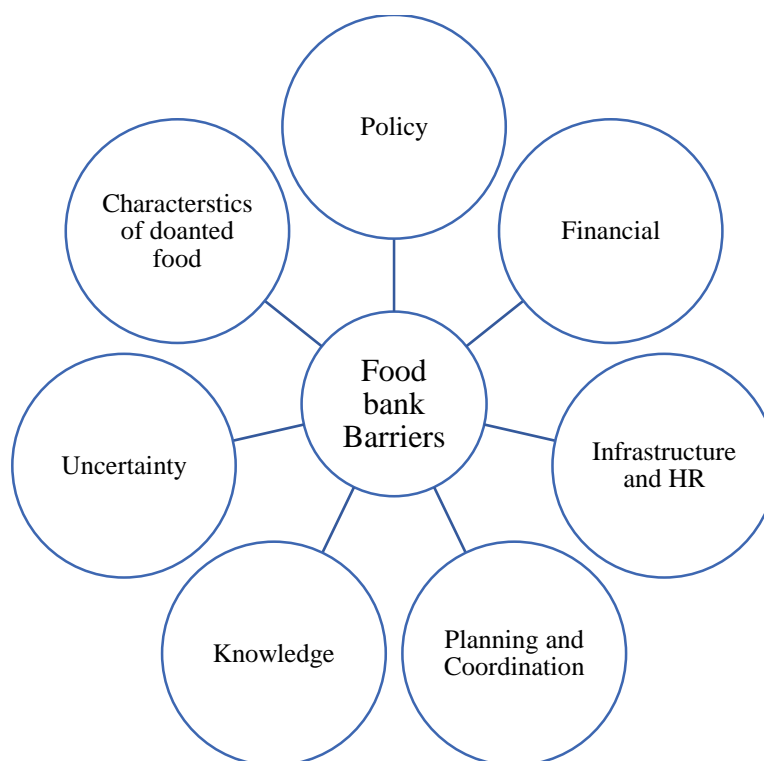 Policy
Characterstics
of doanted
food
Financial
Food
bank
Barriers
Uncertainty
Infrastructure
and HR
Knowledge
Planning and
Coordination